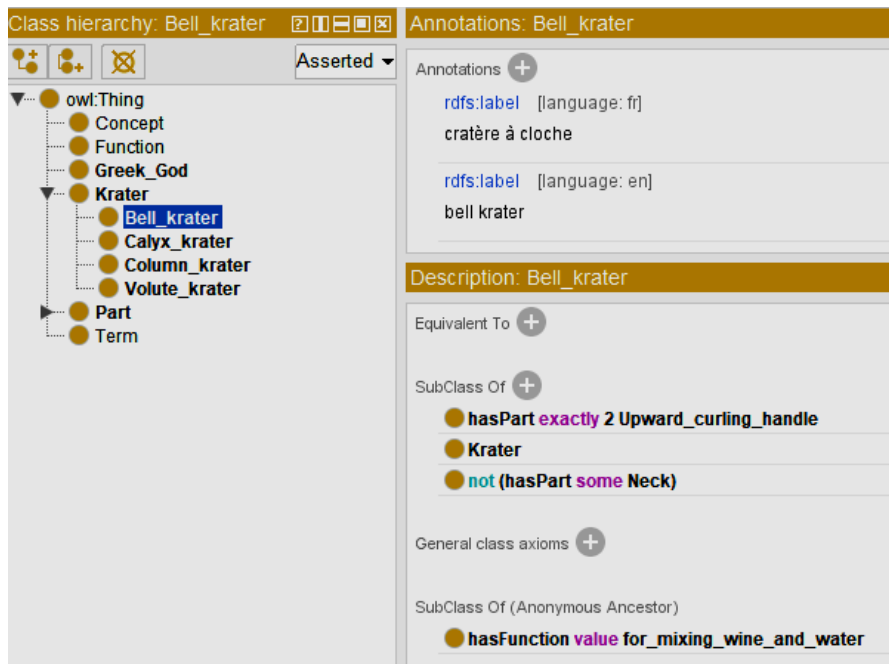 Class hierarchy: Bell_krater
Asserted
owl:Thing
Concept
Function
Greek_God
Krater
Bell_krater
Calyx_krater
Column_krater
Volute_krater
Part
Term
Annotations: Bell_krater
Annotations
rdfs:label [language: fr]
cratère à cloche
rdfs:label [language: en]
bell krater
Description: Bell_krater
Equivalent To
SubClass Of
hasPart exactly 2 Upward_curling_handle
Krater
not (hasPart some Neck)
General class axioms
SubClass Of (Anonymous Ancestor)
hasFunction value for_mixing_wine_and_water